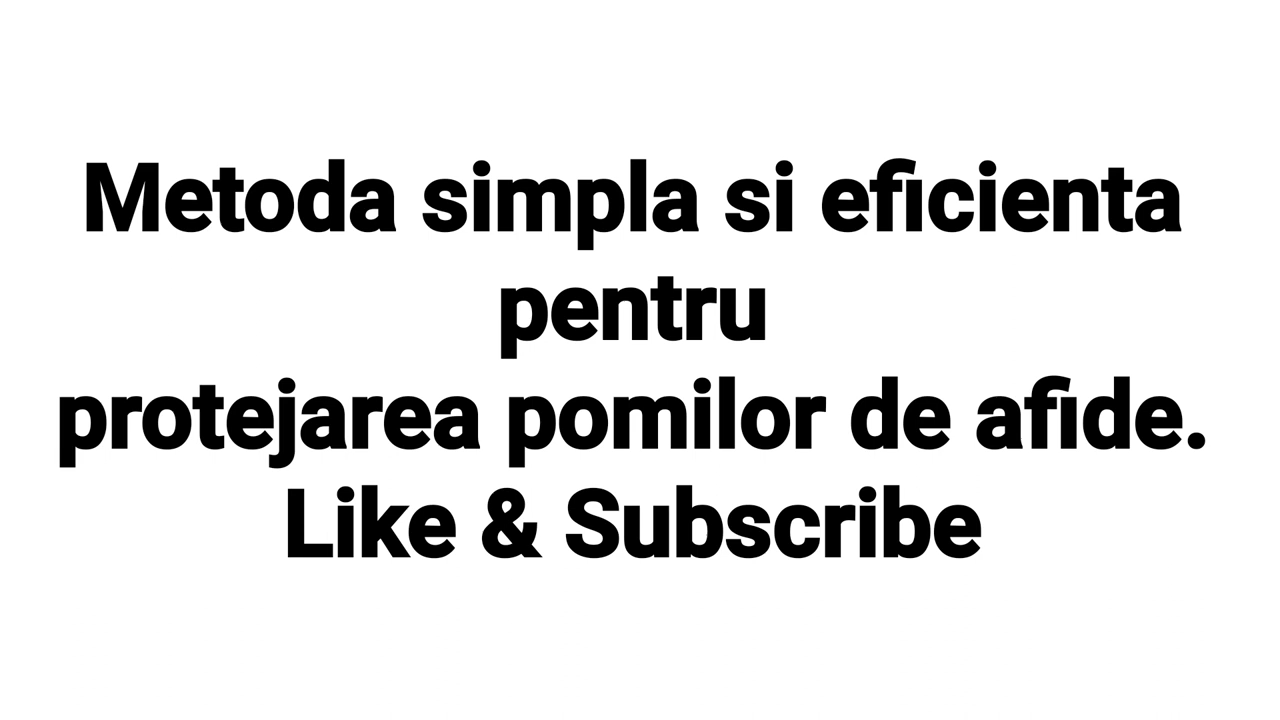 Metoda simpla si eficienta
pentru
protejarea pomilor de afide.
Like & Subscribe